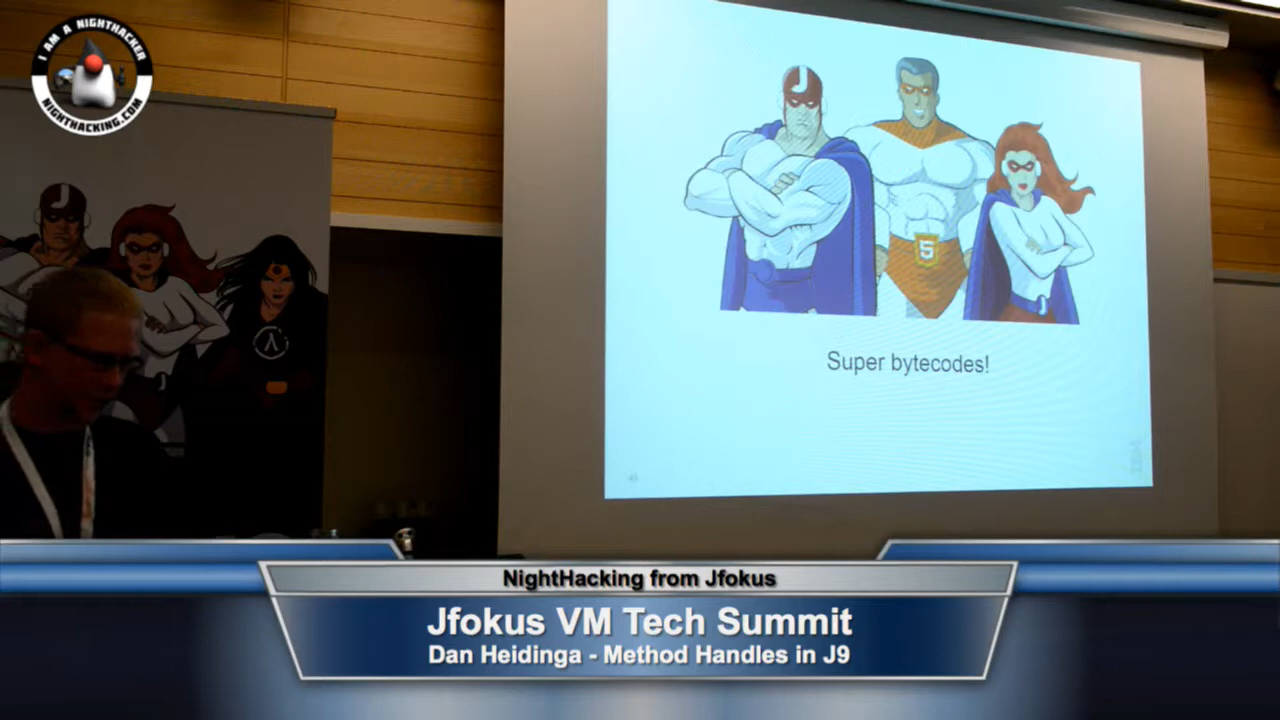 I AM A NIGHTHACKER
NIGHTHACKING.COM
J
λ
J
5
J
Super bytecodes!
NightHacking from Jfokus
Jfokus VM Tech Summit
Dan Heidinga - Method Handles in J9